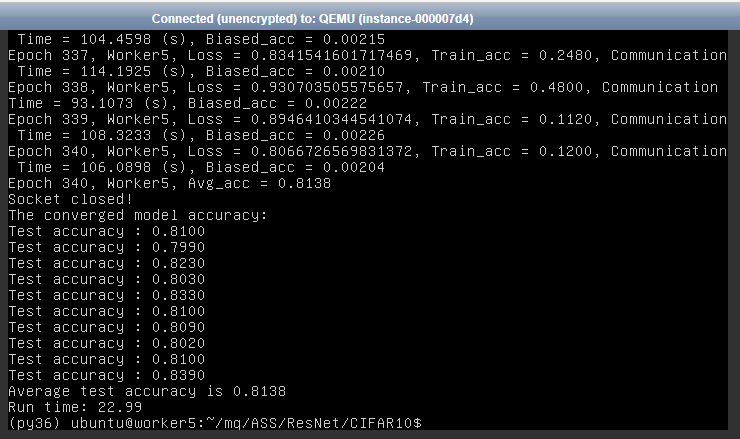 Connected (unencrypted) to: QEMU (instance-000007d4)
Time = 104.4598 (s), Biased_acc = 0.00215
Epoch 337, Worker5, Loss = 0.8341541601717469, Train_acc = 0.2480, Communication
Time = 114.1925 (s), Biased_acc = 0.00210
Epoch 338, Worker5, Loss = 0.930703505575657, Train_acc = 0.4800, Communication
Time = 93.1073 (s), Biased_acc = 0.00222
Epoch 339, Worker5, Loss = 0.8946410344541074, Train_acc = 0.1120, Communication
Time = 108.3233 (s), Biased_acc = 0.00226
Epoch 340, Worker5, Loss = 0.8066726569831372, Train_acc = 0.1200, Communication
Time = 106.0898 (s), Biased_acc = 0.00204
Epoch 340, Worker5, Avg_acc = 0.8138
Socket closed!
The converged model accuracy:
Test accuracy : 0.8100
Test accuracy : 0.7990
Test accuracy : 0.8230
Test accuracy : 0.8030
Test accuracy : 0.8330
Test accuracy : 0.8100
Test accuracy : 0.8090
Test accuracy : 0.8020
Test accuracy : 0.8100
Test accuracy : 0.8390
Average test accuracy is 0.8138
Run time: 22.99
(py36) ubuntu@worker5:~/mq/ASS/ResNet/CIFAR10$